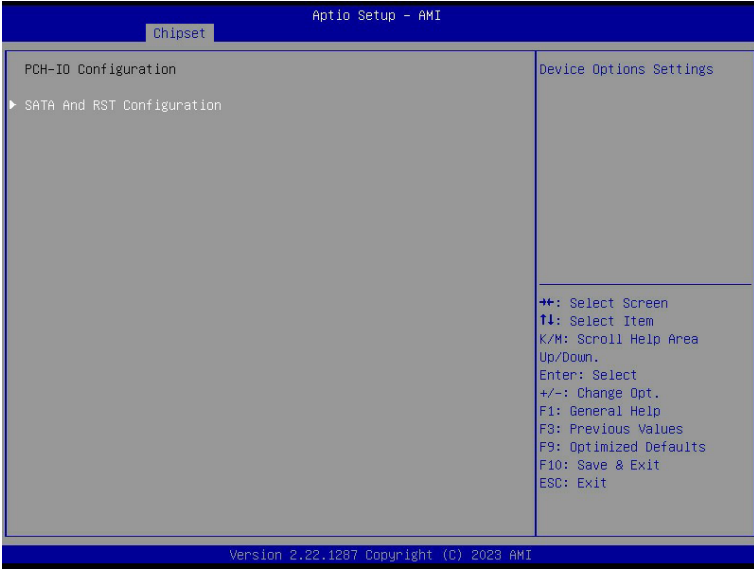 Aptio Setup – AMI
Chipset
PCH-IO Configuration
▶ SATA And RST Configuration
Device Options Settings
→←: Select Screen
↑↓: Select Item
K/M: Scroll Help Area
Up/Down.
Enter: Select
+/-: Change Opt.
F1: General Help
F3: Previous Values
F9: Optimized Defaults
F10: Save & Exit
ESC: Exit
Version 2.22.1287 Copyright (C) 2023 AMI